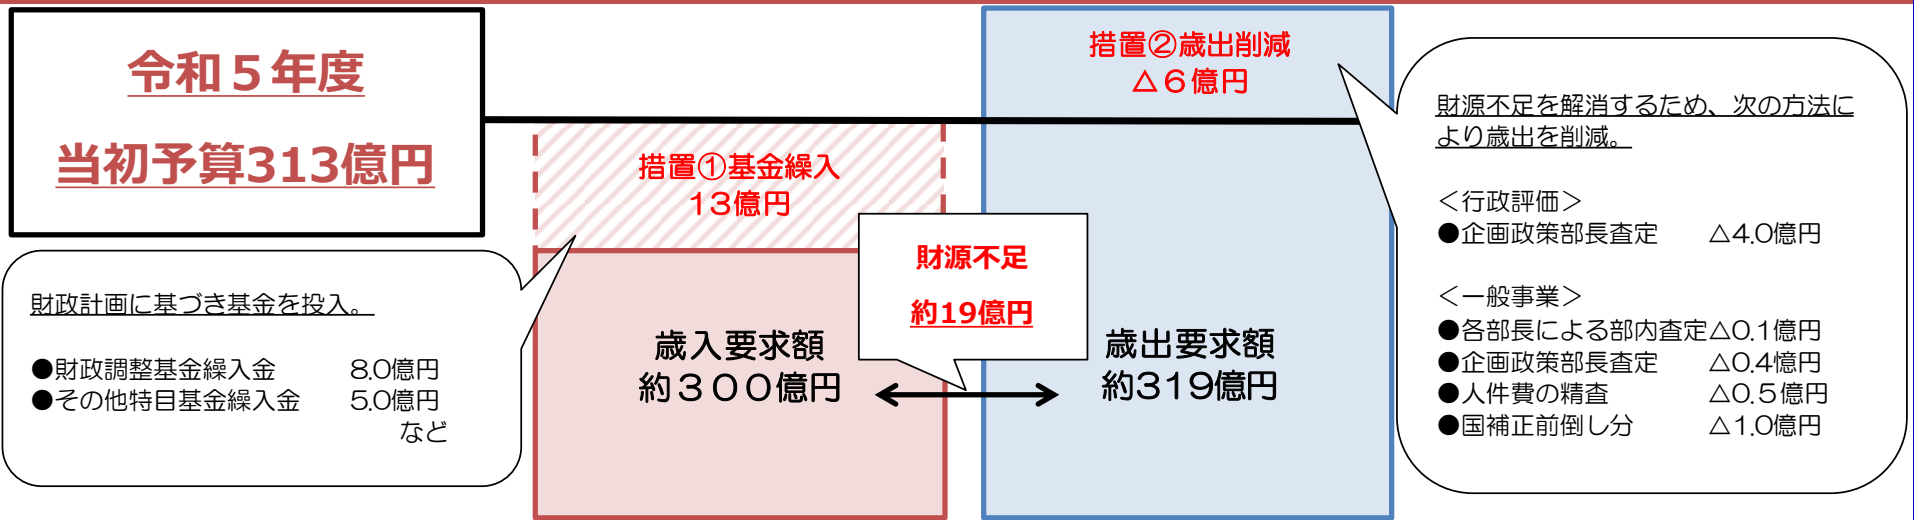 令和５年度
当初予算313億円
措置②歳出削減
△６億円
措置①基金繰入
13億円
財源不足
約19億円
歳入要求額
約３００億円
歳出要求額
約319億円
財政計画に基づき基金を投入。
●財政調整基金繰入金 8.0億円
●その他特目基金繰入金 5.0億円
など
財源不足を解消するため、次の方法に
より歳出を削減。
＜行政評価＞
●企画政策部長査定 △4.0億円
＜一般事業＞
●各部長による部内査定△0.1億円
●企画政策部長査定 △0.4憶円
●人件費の精査 △0.５億円
●国補正前倒し分 △1.0億円